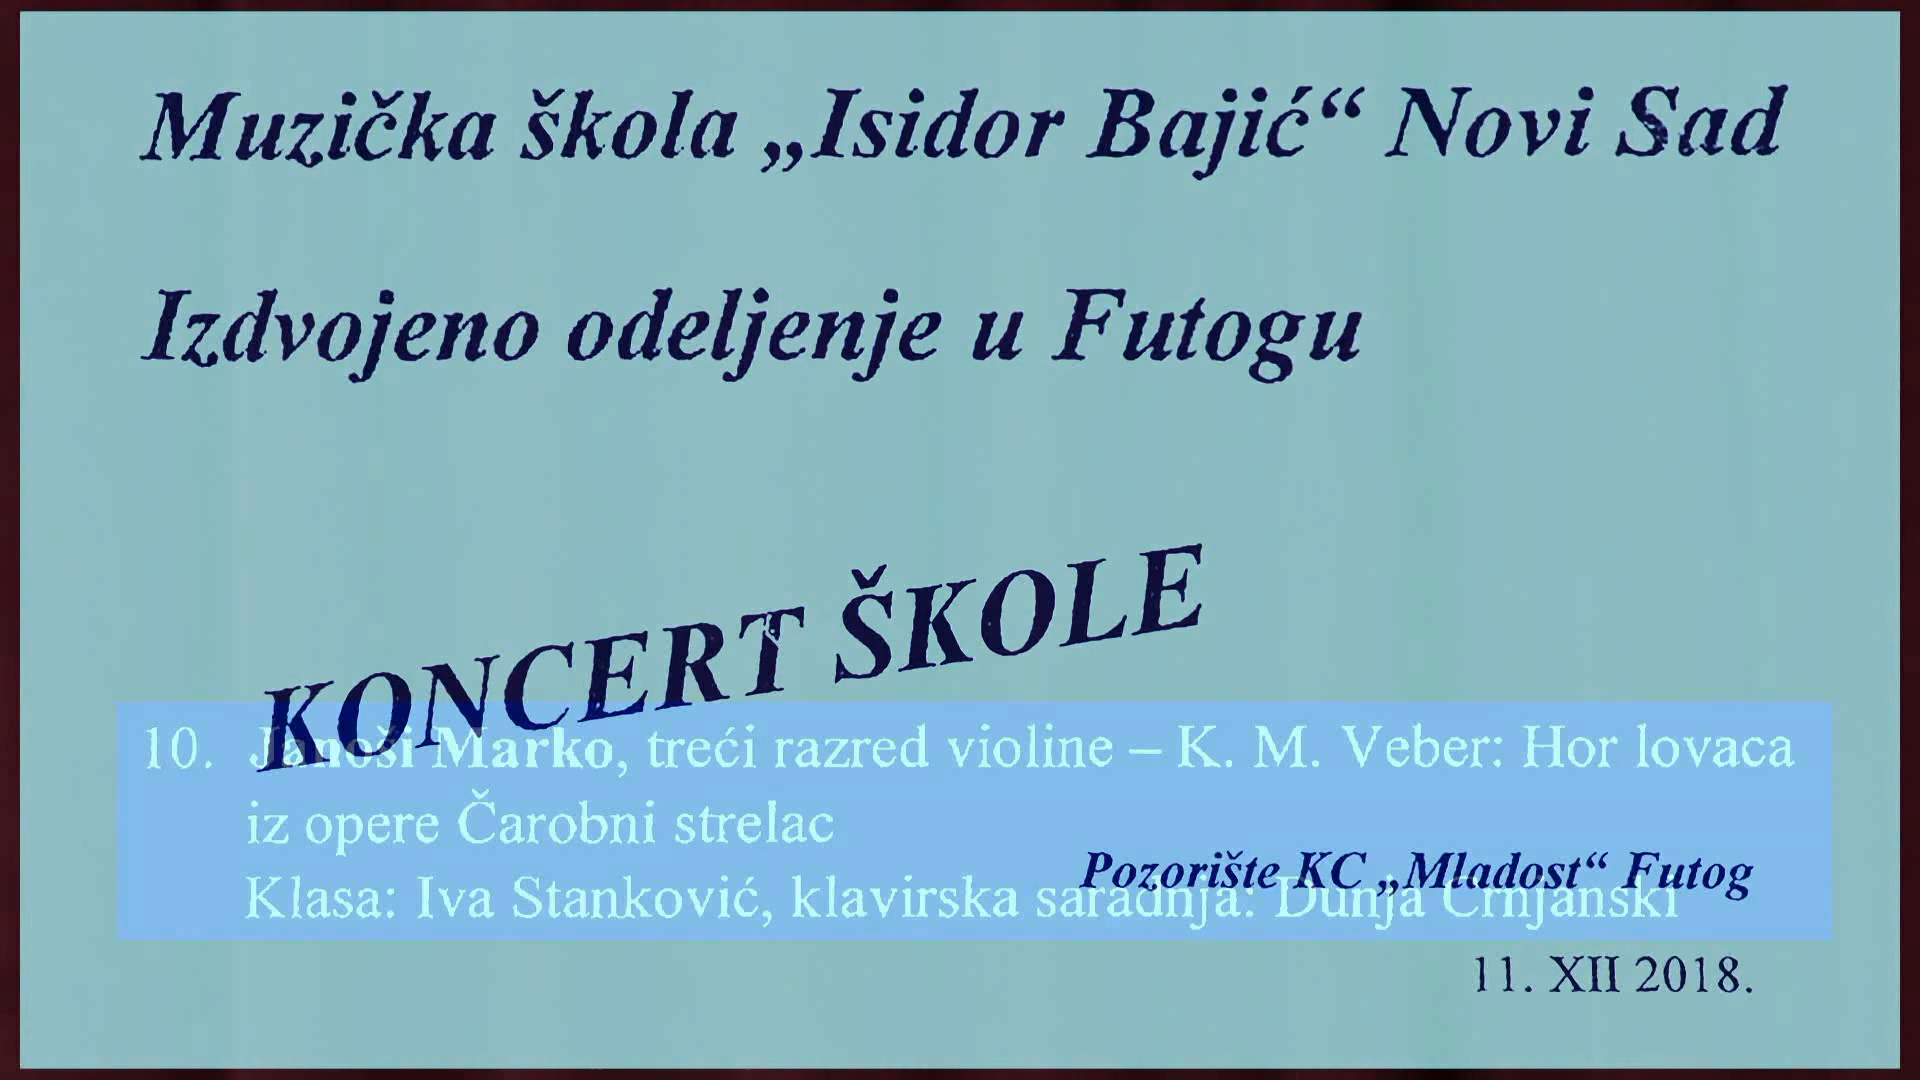 Muzička škola „Isidor Bajić“ Novi Sad
Izdvojeno odeljenje u Futogu
KONCERT ŠKOLE
10. Janoši Marko, treći razred violine – K. M. Veber: Hor lovaca
iz opere Čarobni strelac
Pozorište KC „Mladost“ Futog
Klasa: Iva Stanković, klavirska saradnja: Dunja Crnjanski
11. XII 2018.